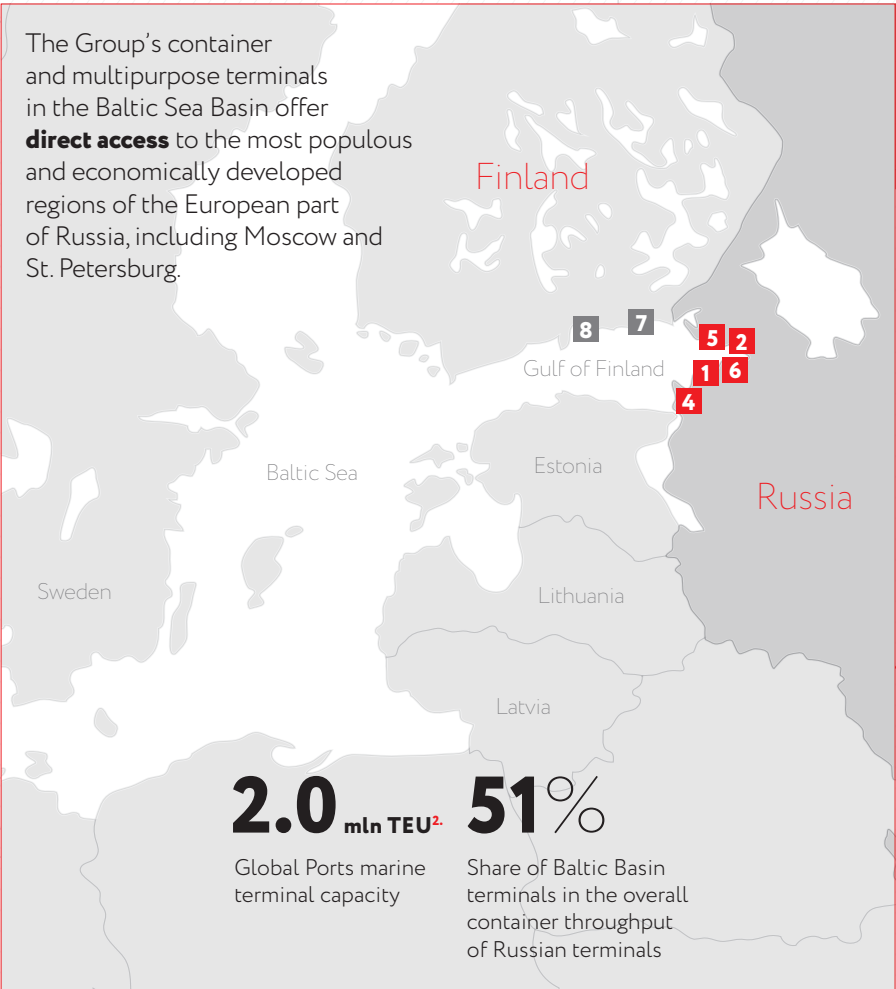 The Group's container
and multipurpose terminals
in the Baltic Sea Basin offer
direct access to the most populous
and economically developed
regions of the European part
of Russia, including Moscow and
St. Petersburg.
Finland
8
7
5
2
Gulf of Finland
1
6
4
Baltic Sea
Estonia
Russia
Sweden
Lithuania
Latvia
2.0 mln TEU2.
Global Ports marine
terminal capacity
51%
Share of Baltic Basin
terminals in the overall
container throughput
of Russian terminals